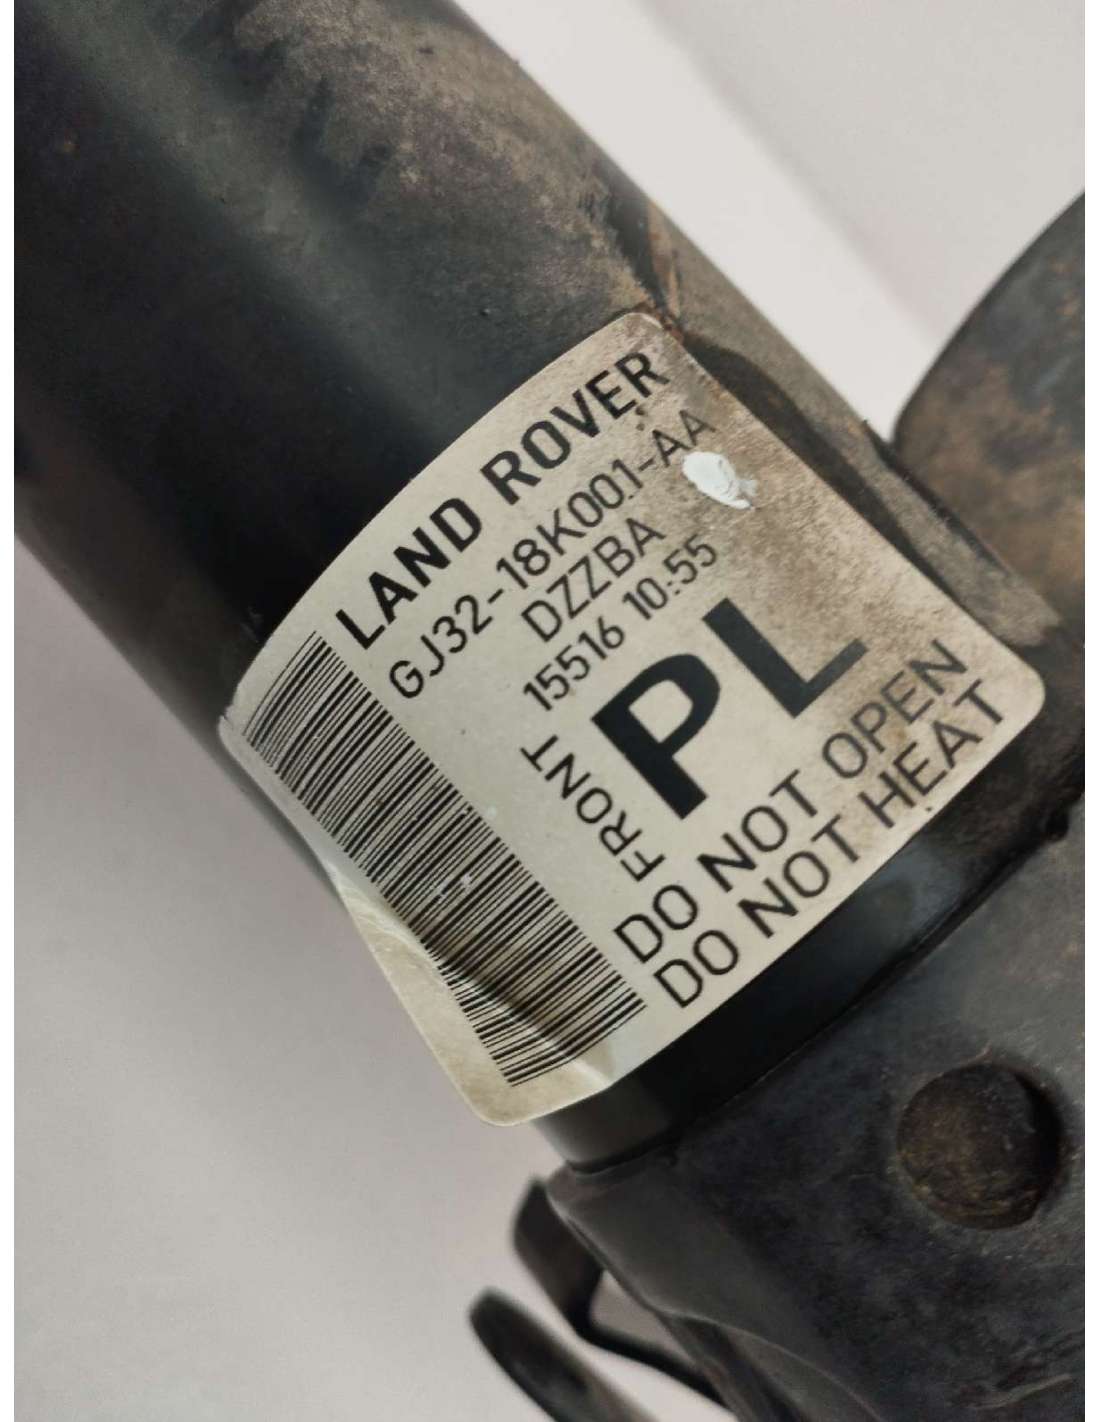 LAND ROVER
GJ32-18K001-AA
DZZBA
15516 10:55
FRONT
PL
DO NOT OPEN
DO NOT HEAT